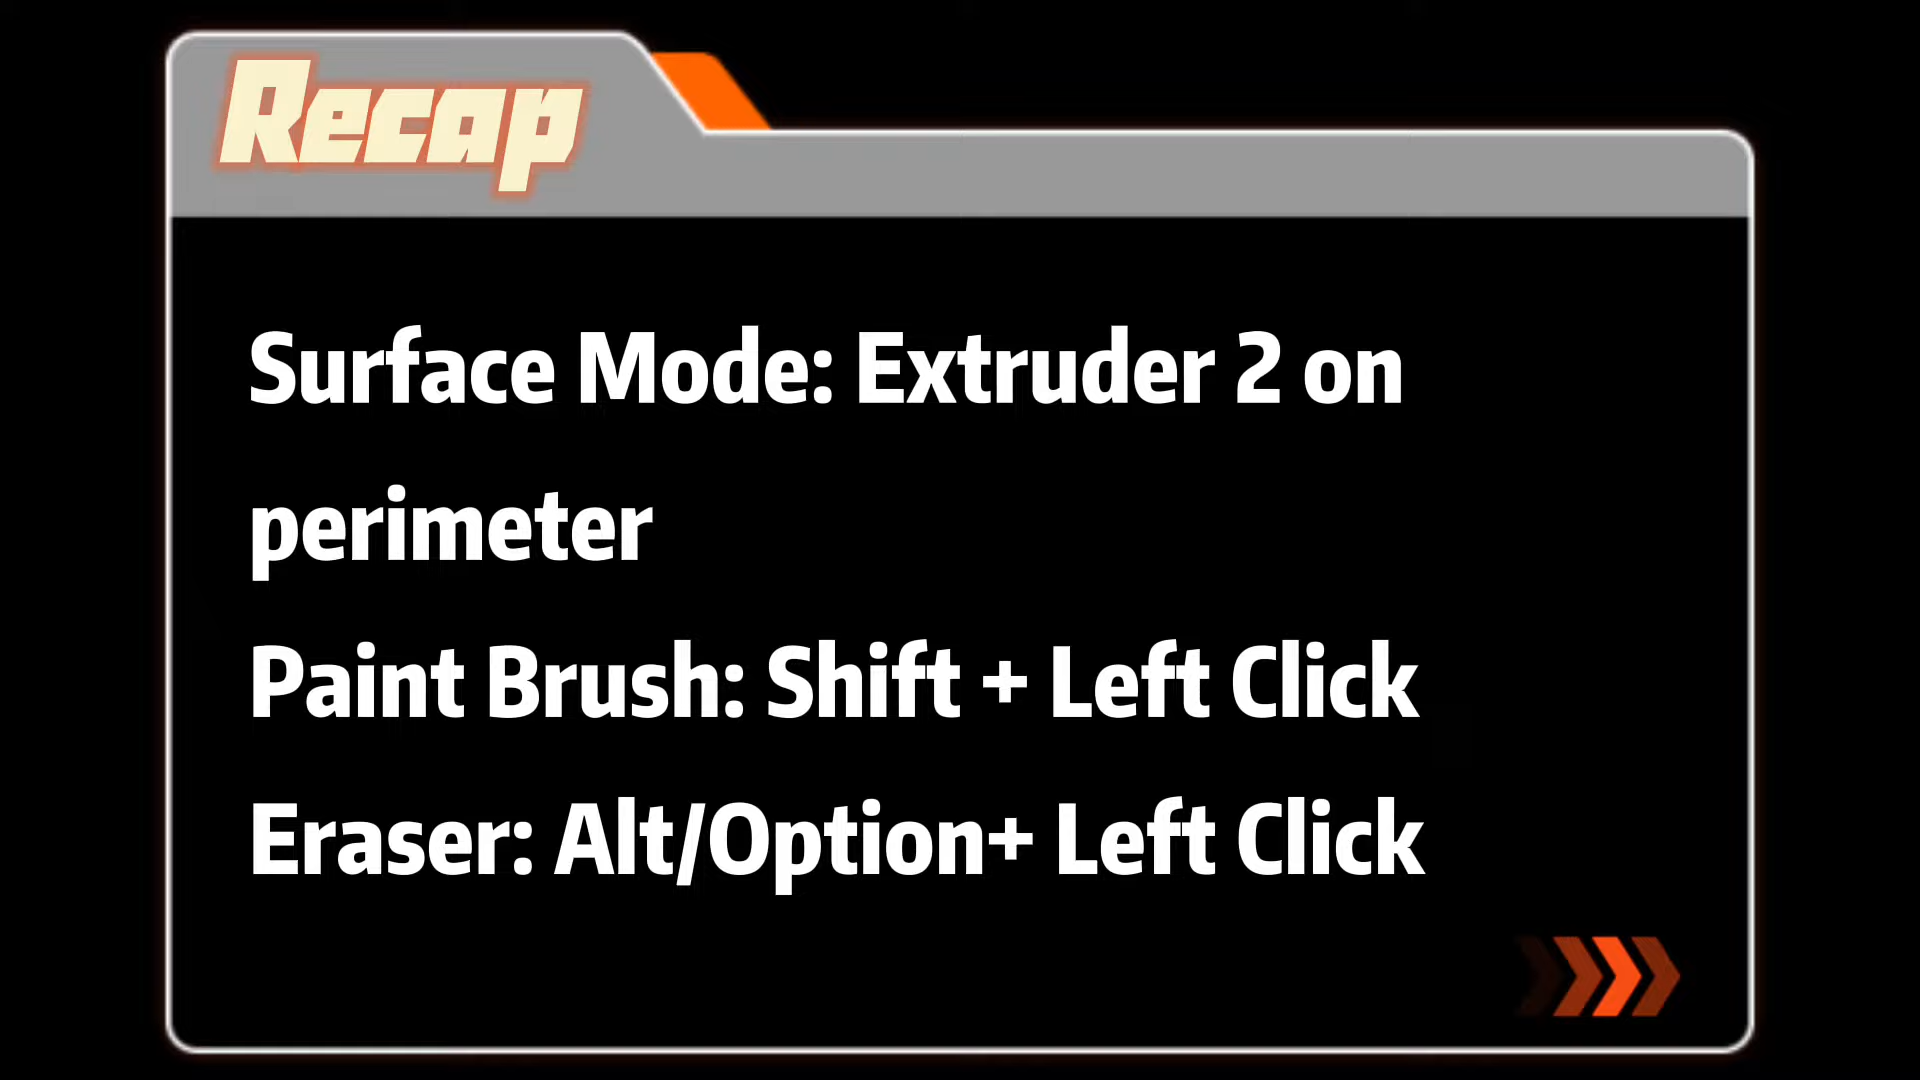 Recap
Surface Mode: Extruder 2 on
perimeter
Paint Brush: Shift + Left Click
Eraser: Alt/Option+ Left Click